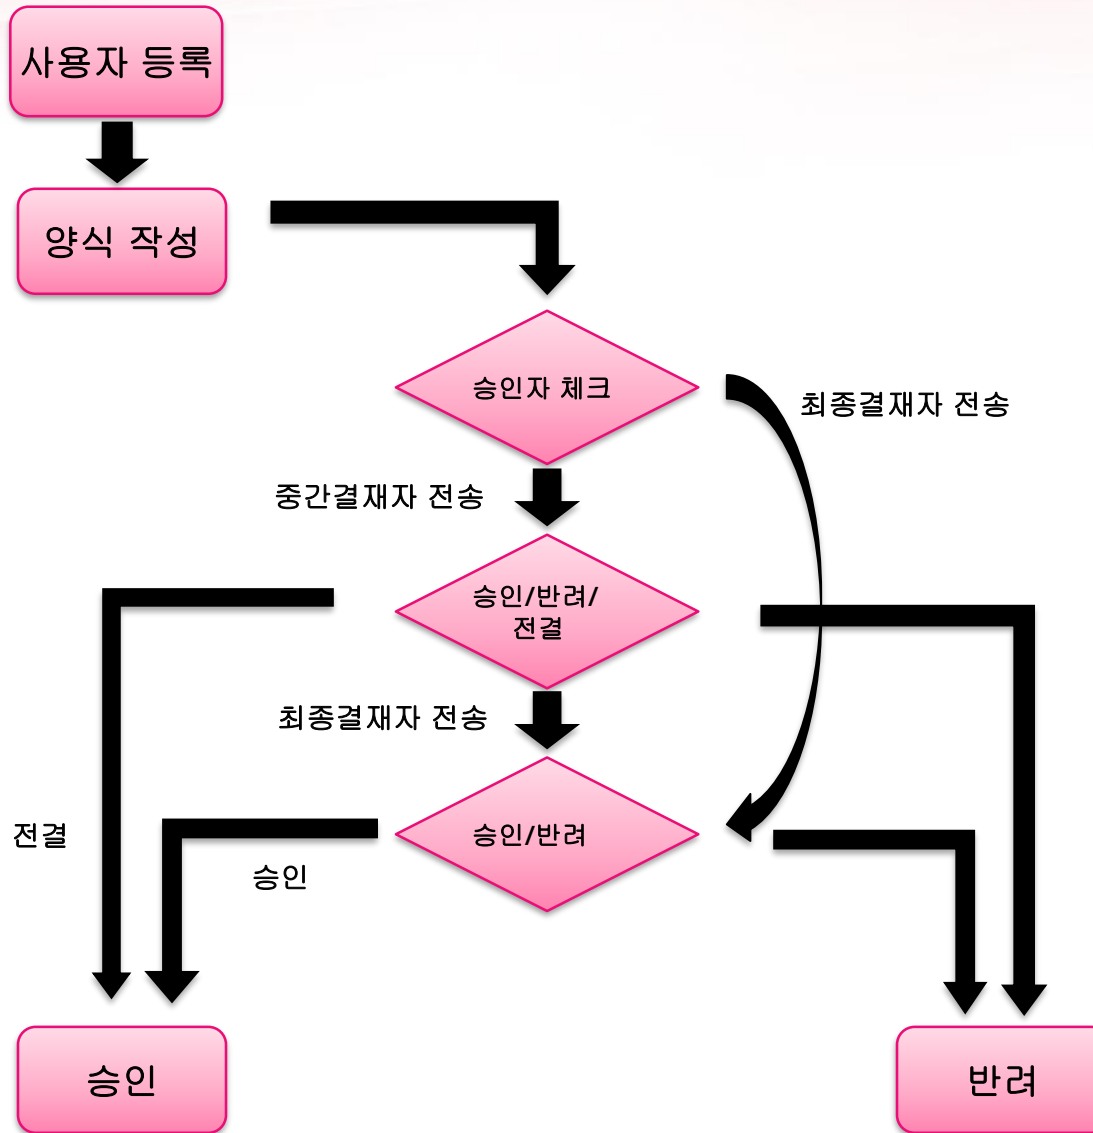 사용자 등록
양식 작성
승인자 체크
최종결재자 전송
중간결재자 전송
승인/반려/
전결
최종결재자 전송
승인/반려
전결
승인
승인
반려